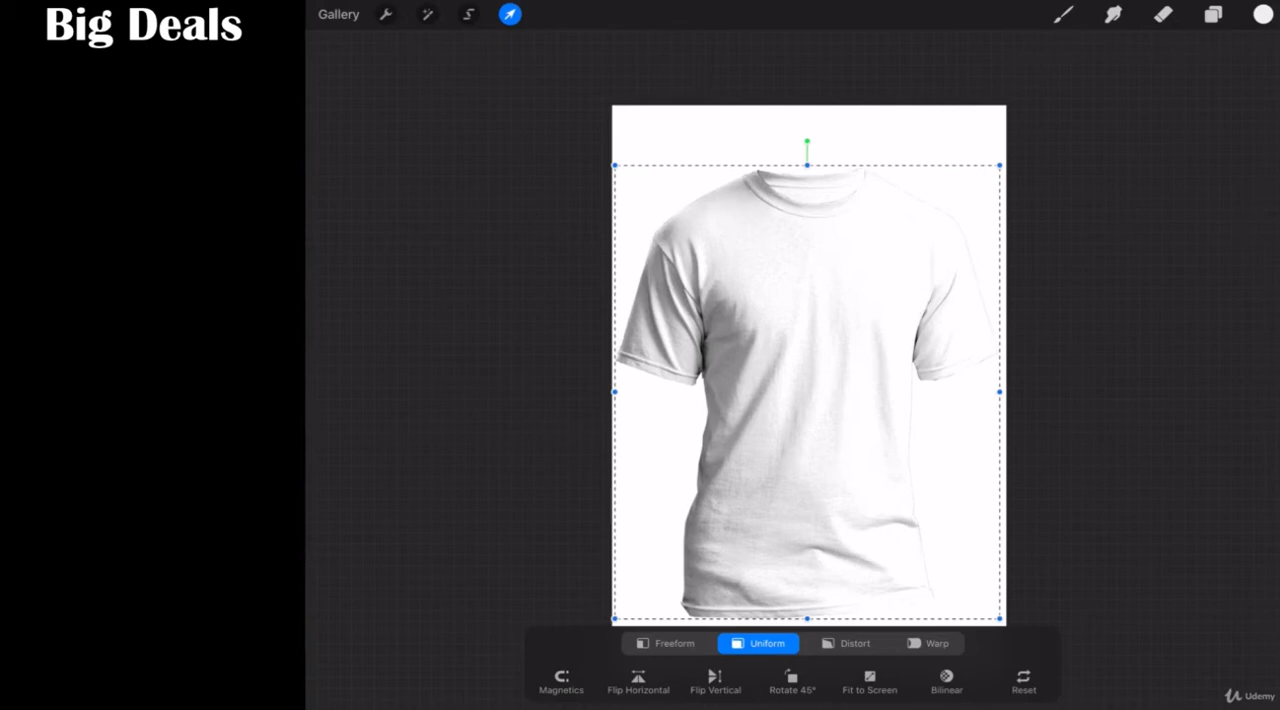 Big Deals
Gallery
Freeform Uniform Distort Warp
Magnetics Flip Horizontal Flip Vertical Rotate 45° Fit to Screen Bilinear Reset
Udemy